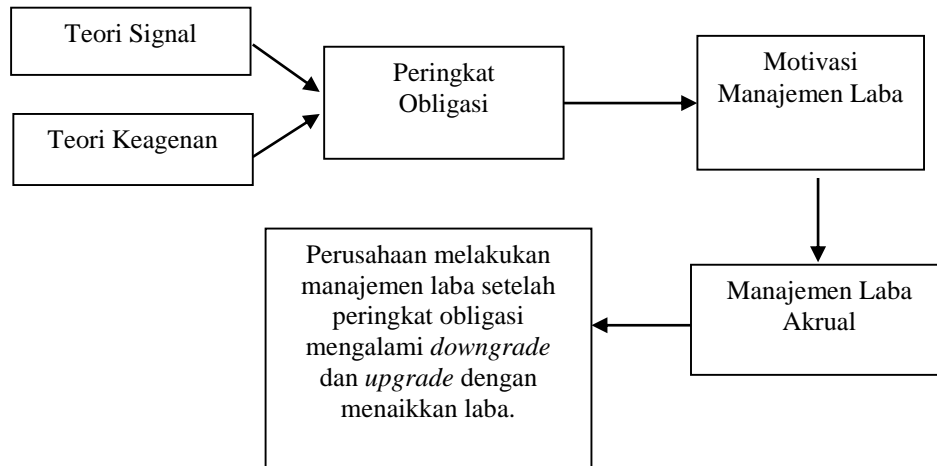 Teori Signal
Teori Keagenan
Peringkat
Obligasi
Motivasi
Manajemen Laba
Manajemen Laba
Akrual
Perusahaan melakukan
manajemen laba setelah
peringkat obligasi
mengalami downgrade
dan upgrade dengan
menaikkan laba.